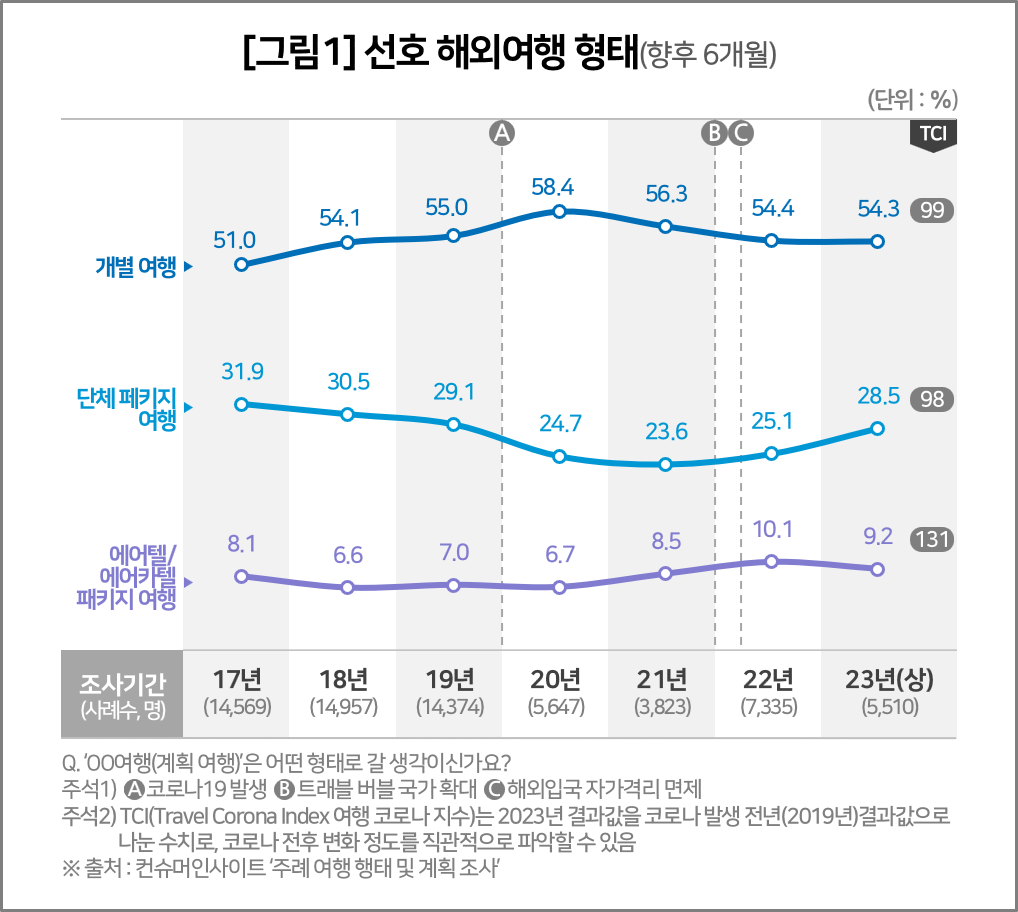 [그림1] 선호 해외여행 형태(향후 6개월)
(단위 : %)
A B C TCI
개별 여행 51.0 54.1 55.0 58.4 56.3 54.4 54.3 99
단체 페키지
여행
31.9 30.5 29.1 24.7 23.6 25.1 28.5 98
에어텔/
에어카텔
패키지 여행
8.1 6.6 7.0 6.7 8.5 10.1 9.2 131
조사기간 17년 18년 19년 20년 21년 22년 23년(상)
(사례수, 명) (14,569) (14,957) (14,374) (5,647) (3,823) (7,335) (5,510)
Q. ‘OO여행(계획 여행)’은 어떤 형태로 갈 생각이신가요?
주석1) A 코로나19 발생 B 트래블 버블 국가 확대 C 해외입국 자가격리 면제
주석2) TCI(Travel Corona Index 여행 코로나 지수)는 2023년 결과값을 코로나 발생 전년(2019년)결과값으로
나눈 수치로, 코로나 전후 변화 정도를 직관적으로 파악할 수 있음
※ 출처 : 컨슈머인사이트 ‘주례 여행 행태 및 계획 조사’